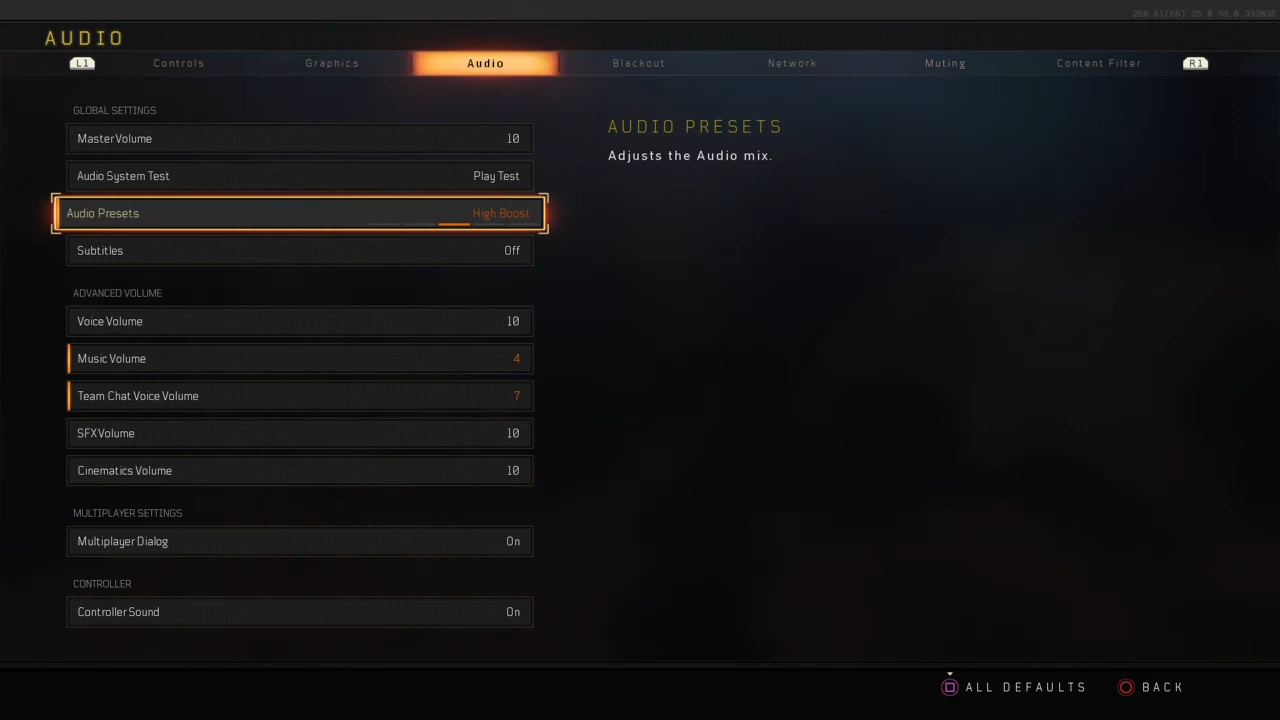 AUDIO
L1
Controls
Graphics
Audio
Blackout
Network
Muting
Content Filter
R1
GLOBAL SETTINGS
Master Volume 10
Audio System Test Play Test
Audio Presets High Boost
Subtitles Off
ADVANCED VOLUME
Voice Volume 10
Music Volume 4
Team Chat Voice Volume 7
SFX Volume 10
Cinematics Volume 10
MULTIPLAYER SETTINGS
Multiplayer Dialog On
CONTROLLER
Controller Sound On
AUDIO PRESETS
Adjusts the Audio mix.
ALL DEFAULTS
BACK